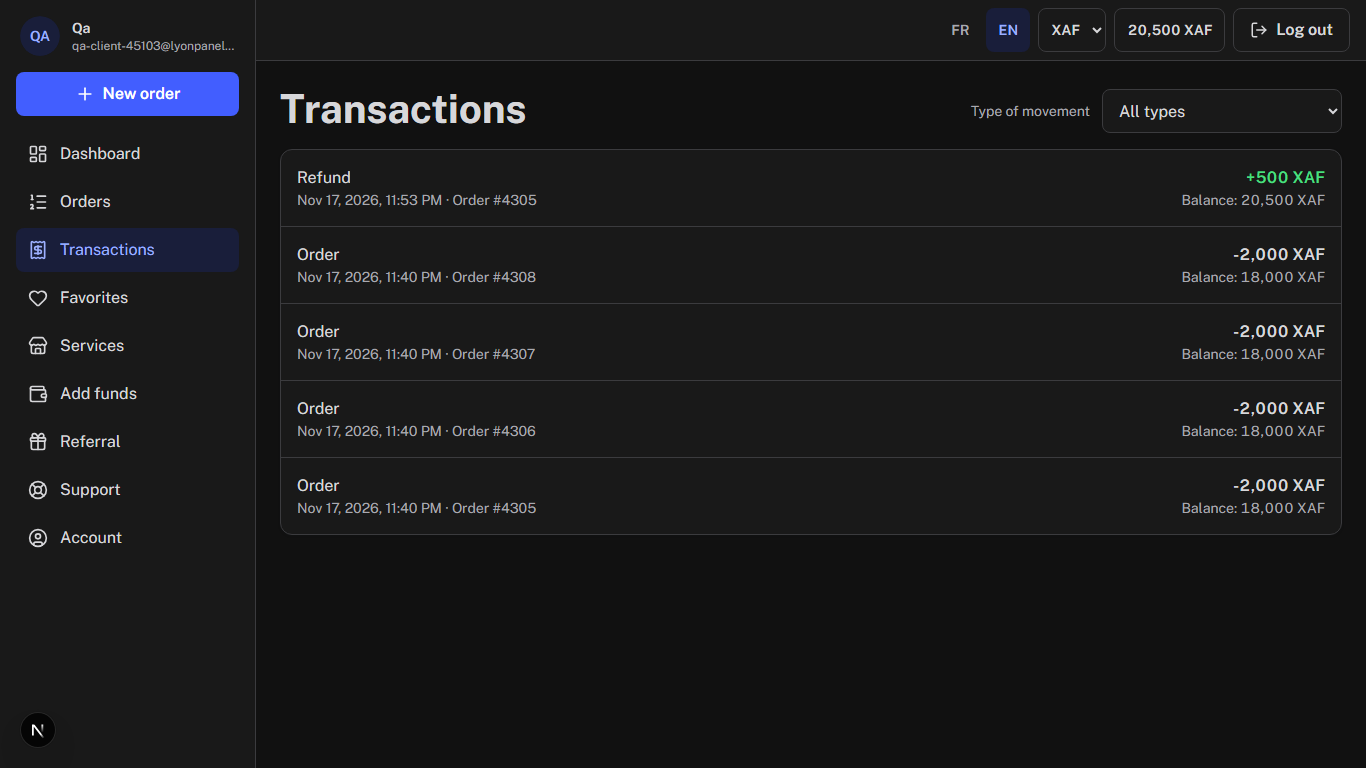 QA
Qa
qa-client-45103@lyonpanel...
New order
Dashboard
Orders
Transactions
Favorites
Services
Add funds
Referral
Support
Account
N
FR
EN
XAF
20,500 XAF
Log out
Transactions
Type of movement
All types
Refund
+500 XAF
Nov 17, 2026, 11:53 PM · Order #4305
Balance: 20,500 XAF
Order
-2,000 XAF
Nov 17, 2026, 11:40 PM · Order #4308
Balance: 18,000 XAF
Order
-2,000 XAF
Nov 17, 2026, 11:40 PM · Order #4307
Balance: 18,000 XAF
Order
-2,000 XAF
Nov 17, 2026, 11:40 PM · Order #4306
Balance: 18,000 XAF
Order
-2,000 XAF
Nov 17, 2026, 11:40 PM · Order #4305
Balance: 18,000 XAF